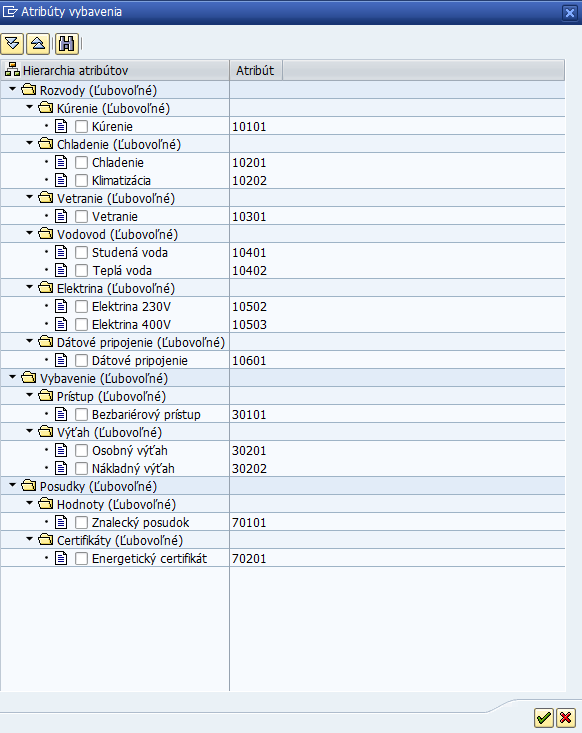 Atribúty vybavenia
Hierarchia atribútov Atribút
Rozvody (Ľubovoľné)
Kúrenie (Ľubovoľné)
Kúrenie 10101
Chladenie (Ľubovoľné)
Chladenie 10201
Klimatizácia 10202
Vetranie (Ľubovoľné)
Vetranie 10301
Vodovod (Ľubovoľné)
Studená voda 10401
Teplá voda 10402
Elektrina (Ľubovoľné)
Elektrina 230V 10502
Elektrina 400V 10503
Dátové pripojenie (Ľubovoľné)
Dátové pripojenie 10601
Vybavenie (Ľubovoľné)
Prístup (Ľubovoľné)
Bezbariérový prístup 30101
Výťah (Ľubovoľné)
Osobný výťah 30201
Nákladný výťah 30202
Posudky (Ľubovoľné)
Hodnoty (Ľubovoľné)
Znalecký posudok 70101
Certifikáty (Ľubovoľné)
Energetický certifikát 70201